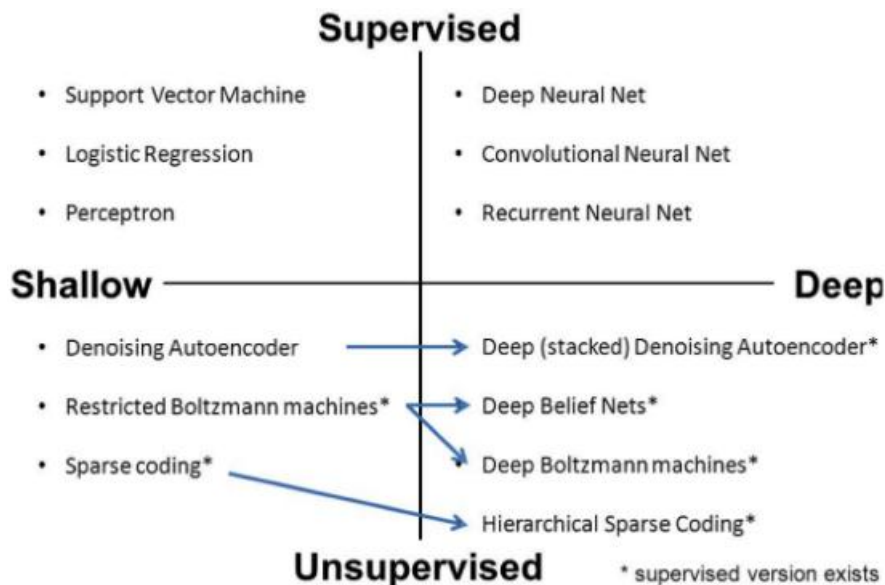 Supervised
• Support Vector Machine
• Logistic Regression
• Perceptron
• Deep Neural Net
• Convolutional Neural Net
• Recurrent Neural Net
Shallow
Deep
• Denoising Autoencoder
• Restricted Boltzmann machines*
• Sparse coding*
Deep (stacked) Denoising Autoencoder*
Deep Belief Nets*
• Deep Boltzmann machines*
Hierarchical Sparse Coding*
Unsupervised
* supervised version exists